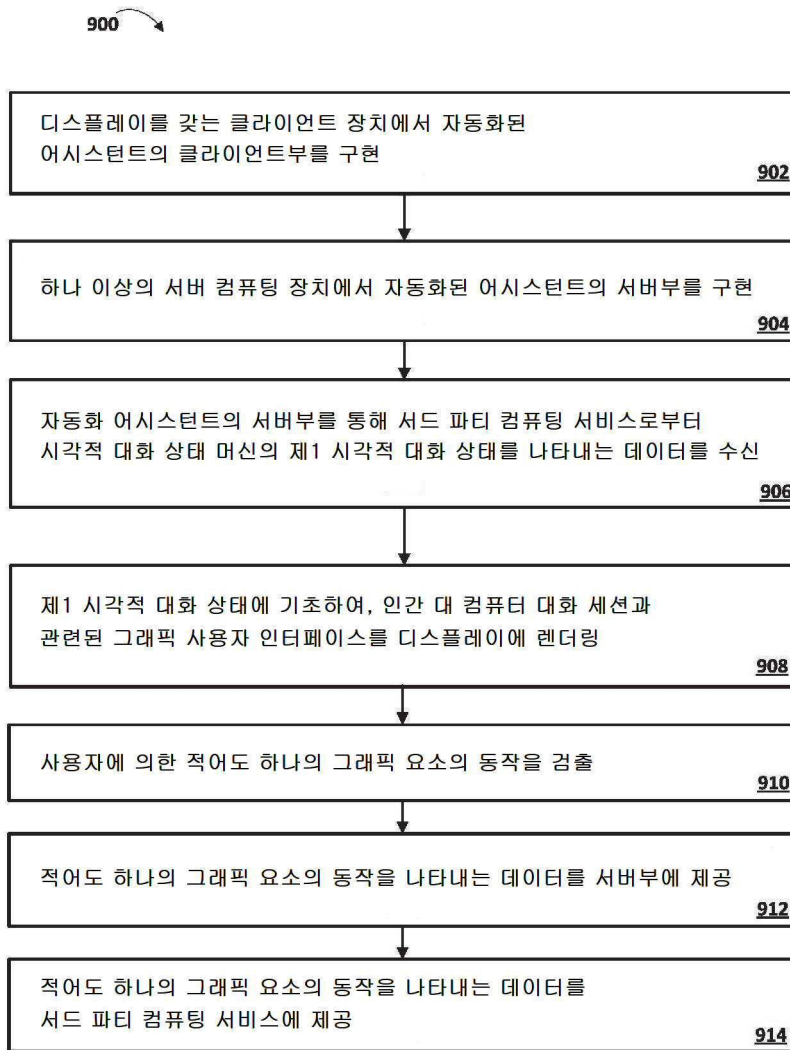 900
디스플레이를 갖는 클라이언트 장치에서 자동화된
어시스턴트의 클라이언트부를 구현
902
하나 이상의 서버 컴퓨팅 장치에서 자동화된 어시스턴트의 서버부를 구현
904
자동화 어시스턴트의 서버부를 통해 서드 파티 컴퓨팅 서비스로부터
시각적 대화 상태 머신의 제1 시각적 대화 상태를 나타내는 데이터를 수신
906
제1 시각적 대화 상태에 기초하여, 인간 대 컴퓨터 대화 세션과
관련된 그래픽 사용자 인터페이스를 디스플레이에 렌더링
908
사용자에 의한 적어도 하나의 그래픽 요소의 동작을 검출
910
적어도 하나의 그래픽 요소의 동작을 나타내는 데이터를 서버부에 제공
912
적어도 하나의 그래픽 요소의 동작을 나타내는 데이터를
서드 파티 컴퓨팅 서비스에 제공
914